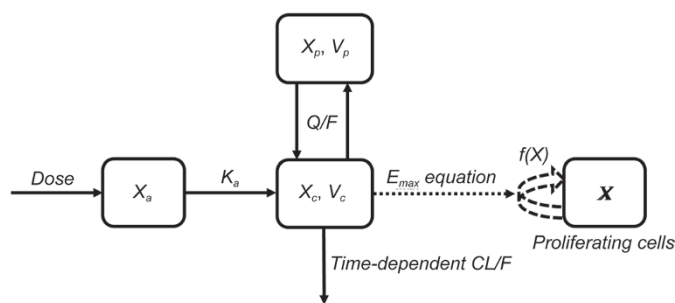 Xp, Vp
Q/F
f(X)
Dose
Xa
Ka
Xc, Vc
Emax equation
X
Proliferating cells
Time-dependent CL/F